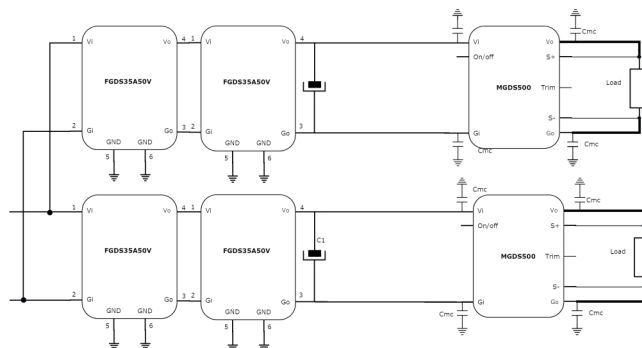 Cmc
1 Vi Vo 4 1 Vi Vo 4 Vi Vo
On/off S+
FGDS35A50V FGDS35A50V MGDS500 Trim Load
2 Gi Go 3 2 Gi Go 3 Gi S-
GND GND GND GND Go
5 6 5 6 Cmc Cmc
Cmc Cmc
1 Vi Vo 4 1 Vi Vo 4 Vi Vo
On/off S+
C1
FGDS35A50V FGDS35A50V MGDS500 Trim Load
2 Gi Go 3 2 Gi Go 3 Gi S-
GND GND GND GND Go
5 6 5 6 Cmc Cmc